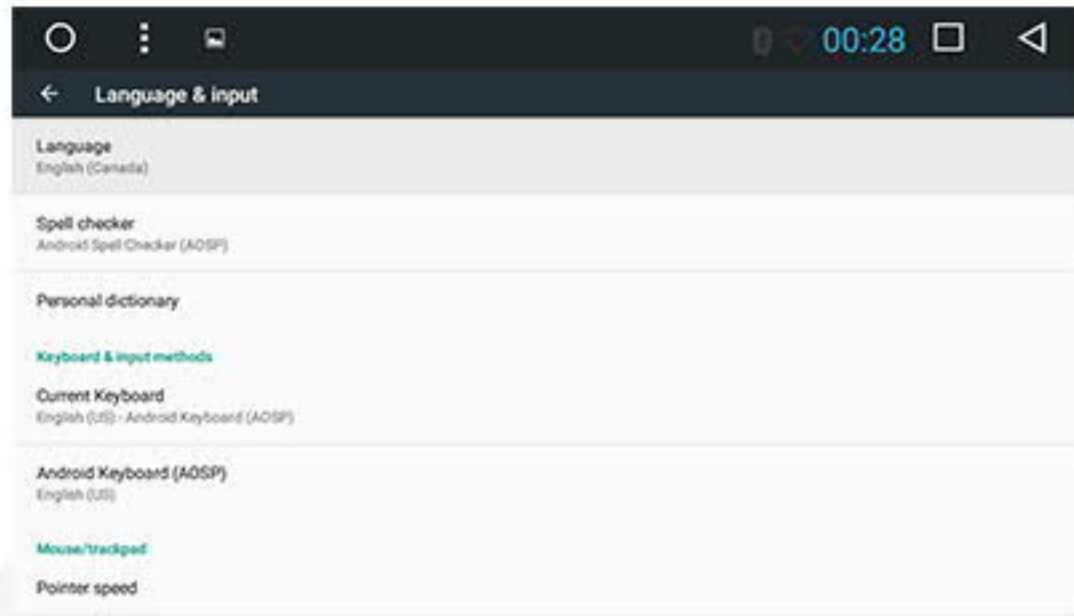 00:28
Language & input
Language
English (Canada)
Spell checker
Android Spell Checker (AOSP)
Personal dictionary
Keyboard & input methods
Current Keyboard
English (US) - Android Keyboard (AOSP)
Android Keyboard (AOSP)
English (US)
Mouse/trackpad
Pointer speed